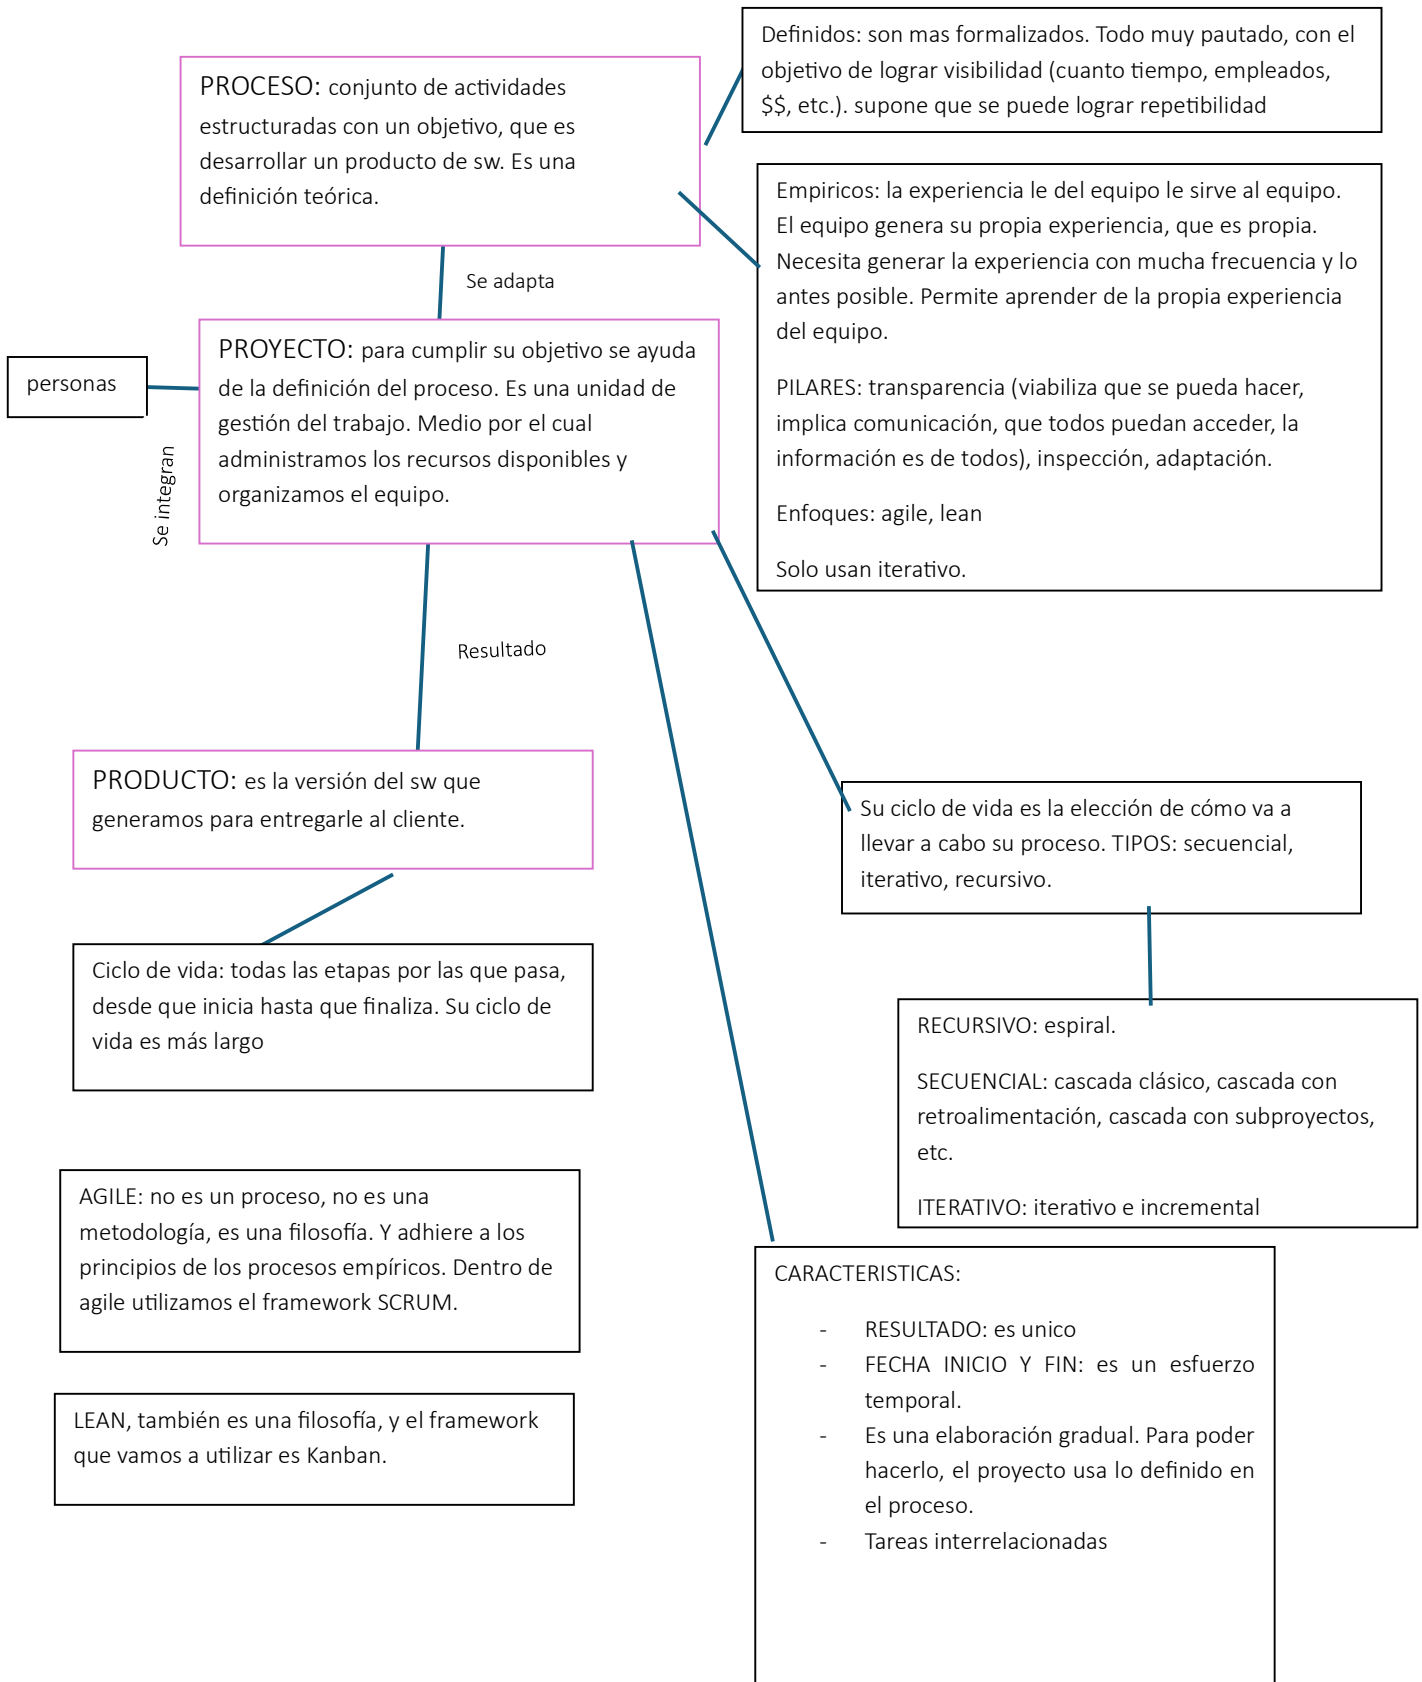 Definidos: son mas formalizados. Todo muy pautado, con el
objetivo de lograr visibilidad (cuanto tiempo, empleados,
$$, etc.). supone que se puede lograr repetibilidad
PROCESO: conjunto de actividades
estructuradas con un objetivo, que es
desarrollar un producto de sw. Es una
definición teórica.
Empiricos: la experiencia le del equipo le sirve al equipo.
El equipo genera su propia experiencia, que es propia.
Necesita generar la experiencia con mucha frecuencia y lo
antes posible. Permite aprender de la propia experiencia
del equipo.
PILARES: transparencia (viabiliza que se pueda hacer,
implica comunicación, que todos puedan acceder, la
información es de todos), inspección, adaptación.
Enfoques: agile, lean
Solo usan iterativo.
Se adapta
PROYECTO: para cumplir su objetivo se ayuda
de la definición del proceso. Es una unidad de
gestión del trabajo. Medio por el cual
administramos los recursos disponibles y
organizamos el equipo.
personas
Se integran
Resultado
PRODUCTO: es la versión del sw que
generamos para entregarle al cliente.
Su ciclo de vida es la elección de cómo va a
llevar a cabo su proceso. TIPOS: secuencial,
iterativo, recursivo.
Ciclo de vida: todas las etapas por las que pasa,
desde que inicia hasta que finaliza. Su ciclo de
vida es más largo
RECURSIVO: espiral.
SECUENCIAL: cascada clásico, cascada con
retroalimentación, cascada con subproyectos,
etc.
ITERATIVO: iterativo e incremental
AGILE: no es un proceso, no es una
metodología, es una filosofía. Y adhiere a los
principios de los procesos empíricos. Dentro de
agile utilizamos el framework SCRUM.
CARACTERISTICAS:
- RESULTADO: es unico
- FECHA INICIO Y FIN: es un esfuerzo
temporal.
- Es una elaboración gradual. Para poder
hacerlo, el proyecto usa lo definido en
el proceso.
- Tareas interrelacionadas
LEAN, también es una filosofía, y el framework
que vamos a utilizar es Kanban.